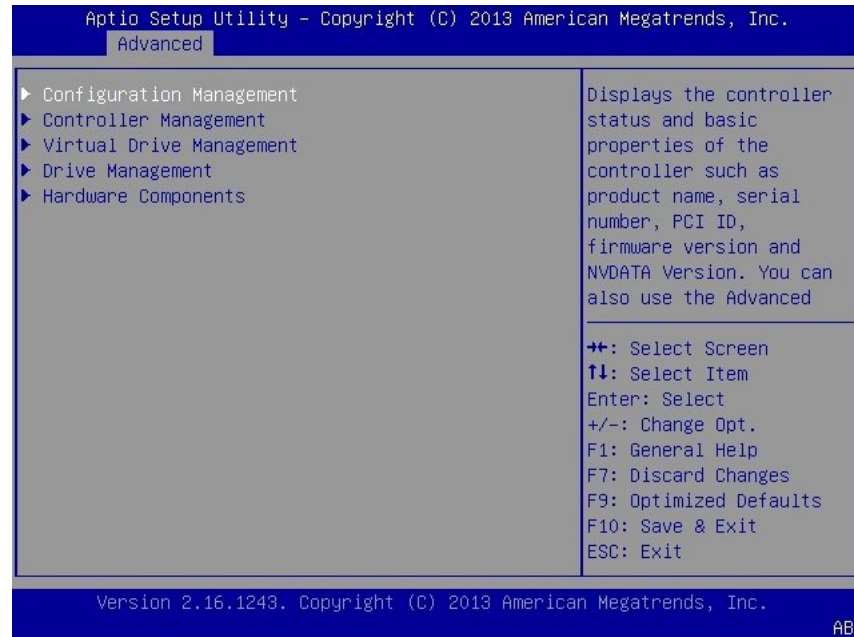 Aptio Setup Utility – Copyright (C) 2013 American Megatrends, Inc.
Advanced
▶ Configuration Management
▶ Controller Management
▶ Virtual Drive Management
▶ Drive Management
▶ Hardware Components
Displays the controller
status and basic
properties of the
controller such as
product name, serial
number, PCI ID,
firmware version and
NVDATA Version. You can
also use the Advanced
→←: Select Screen
↑↓: Select Item
Enter: Select
+/-: Change Opt.
F1: General Help
F7: Discard Changes
F9: Optimized Defaults
F10: Save & Exit
ESC: Exit
Version 2.16.1243. Copyright (C) 2013 American Megatrends, Inc.
AB